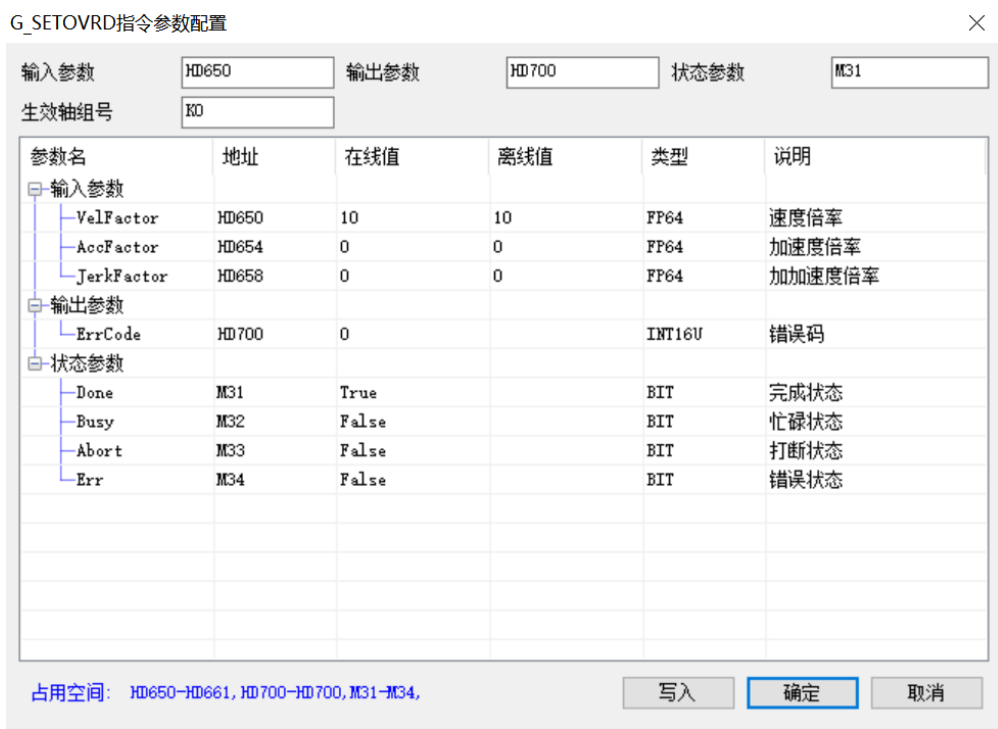 G_SETOVRD指令参数配置
输入参数 HD650 输出参数 HD700 状态参数 M31
生效轴组号 K0
参数名 地址 在线值 离线值 类型 说明
输入参数
VelFactor HD650 10 10 FP64 速度倍率
AccFactor HD654 0 0 FP64 加速度倍率
JerkFactor HD658 0 0 FP64 加加速度倍率
输出参数
ErrCode HD700 0 INT16U 错误码
状态参数
Done M31 True BIT 完成状态
Busy M32 False BIT 忙碌状态
Abort M33 False BIT 打断状态
Err M34 False BIT 错误状态
占用空间: HD650-HD661,HD700-HD700,M31-M34, 写入 确定 取消